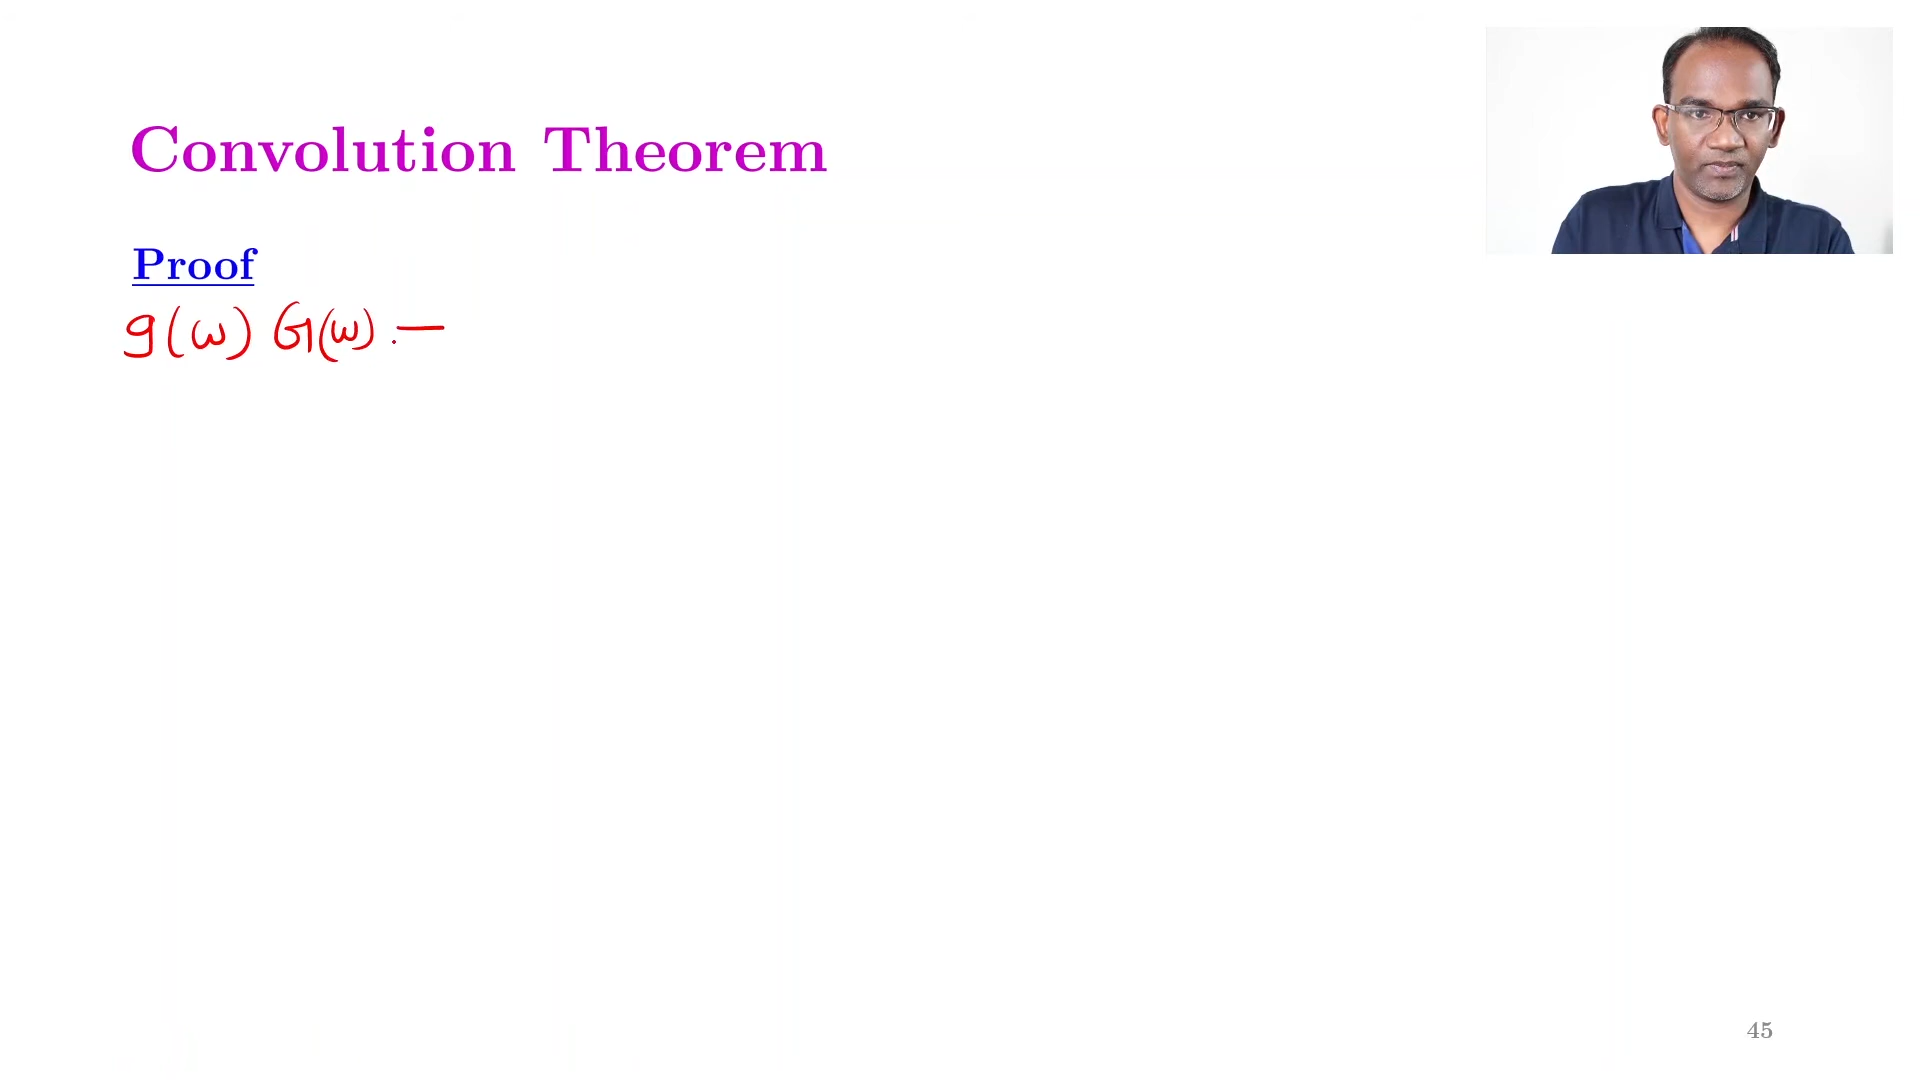 Convolution Theorem
Proof
g(ω) G(ω) –
45